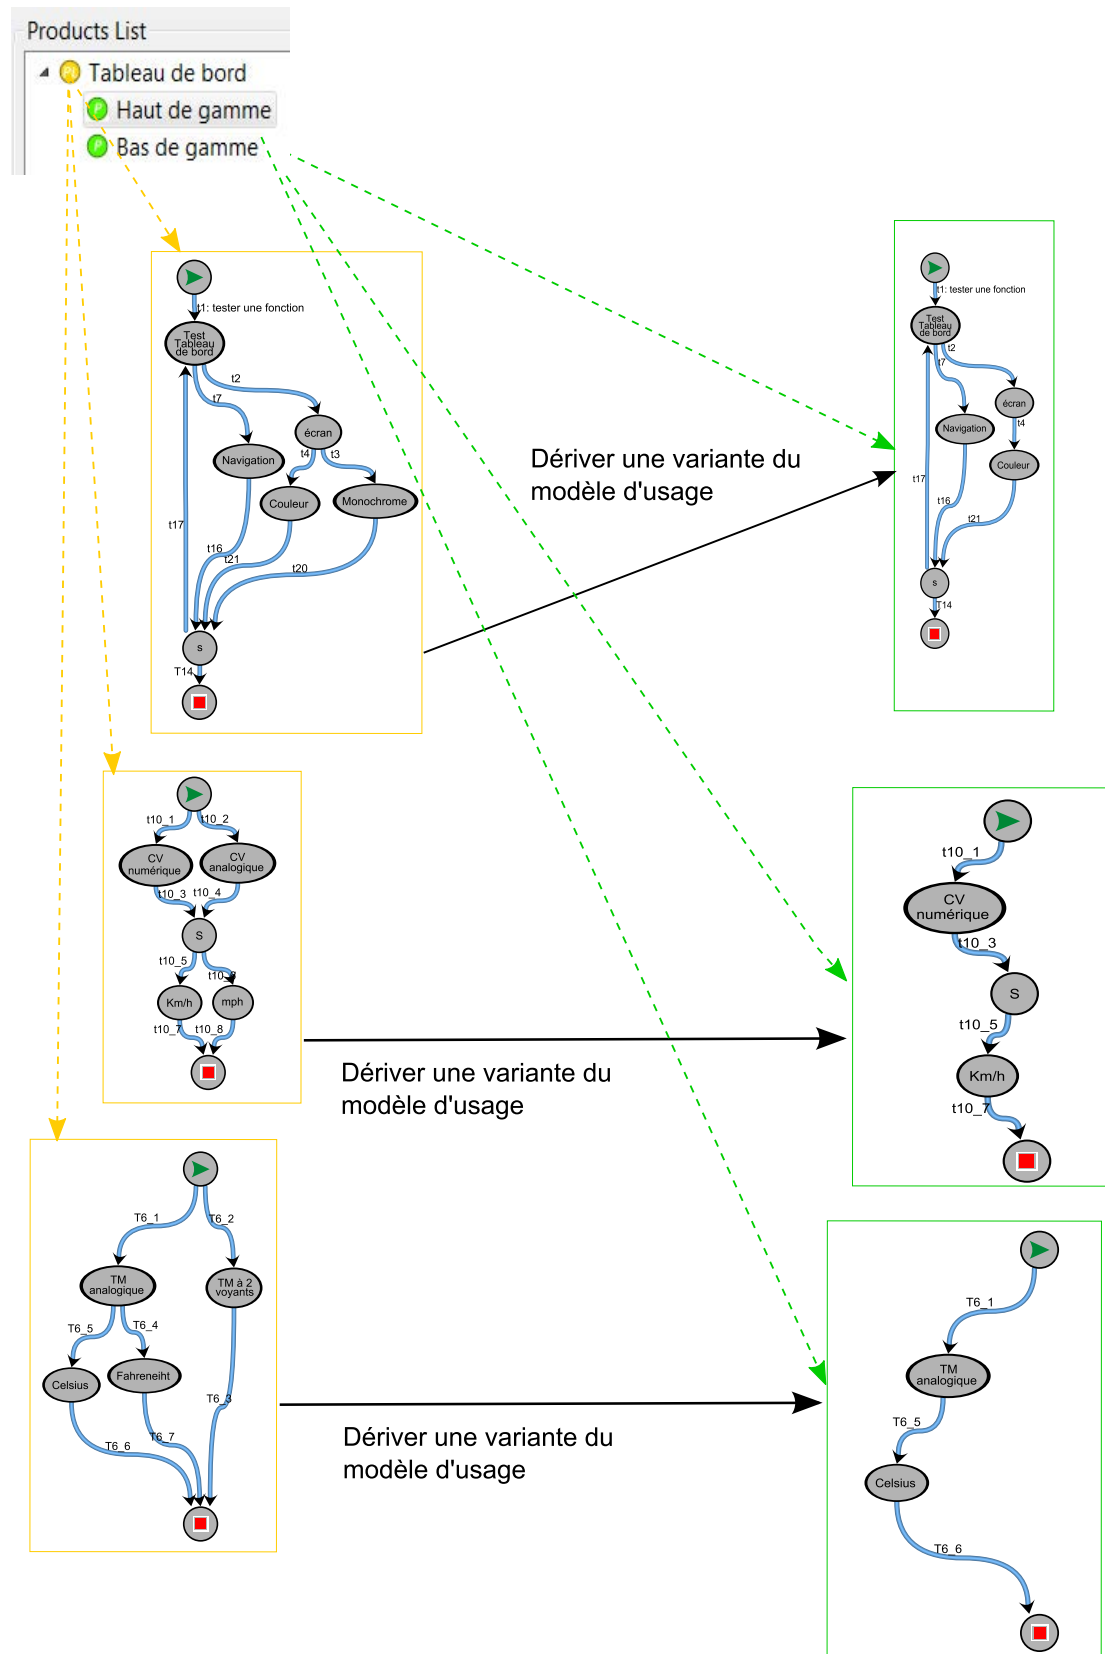 Products List
Tableau de bord
Haut de gamme
Bas de gamme
t1: tester une fonction
Test
Tableau
de bord
t2
t7
écran
t4
t3
Navigation
Couleur
Monochrome
t17
t16
t21
t20
s
T14
Dériver une variante du
modèle d'usage
t1: tester une fonction
Test
Tableau
de bord
t2
t7
écran
t4
Navigation
Couleur
t17
t16
t21
s
T14
t10_1
t10_2
CV
numérique
CV
analogique
t10_3
t10_4
S
t10_5
Km/h
mph
t10_7
t10_8
Dériver une variante du
modèle d'usage
t10_1
CV
numérique
t10_3
S
t10_5
Km/h
t10_7
T6_1
T6_2
TM
analogique
TM à 2
voyants
T6_5
T6_4
Celsius
Fahreneiht
T6_3
T6_6
T6_7
Dériver une variante du
modèle d'usage
T6_1
TM
analogique
T6_5
Celsius
T6_6